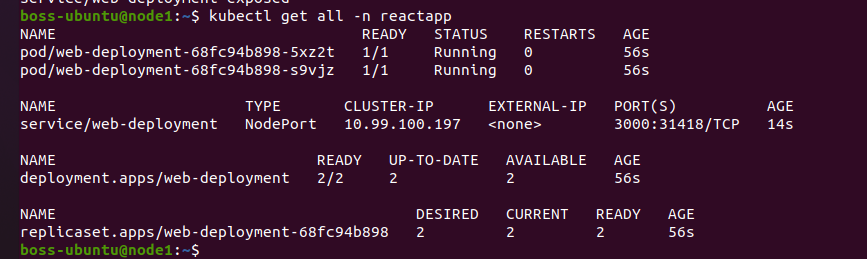 service/web-deployment exposed
boss-ubuntu@node1:~$ kubectl get all -n reactapp
NAME READY STATUS RESTARTS AGE
pod/web-deployment-68fc94b898-5xz2t 1/1 Running 0 56s
pod/web-deployment-68fc94b898-s9vjz 1/1 Running 0 56s
NAME TYPE CLUSTER-IP EXTERNAL-IP PORT(S) AGE
service/web-deployment NodePort 10.99.100.197 <none> 3000:31418/TCP 14s
NAME READY UP-TO-DATE AVAILABLE AGE
deployment.apps/web-deployment 2/2 2 2 56s
NAME DESIRED CURRENT READY AGE
replicaset.apps/web-deployment-68fc94b898 2 2 2 56s
boss-ubuntu@node1:~$